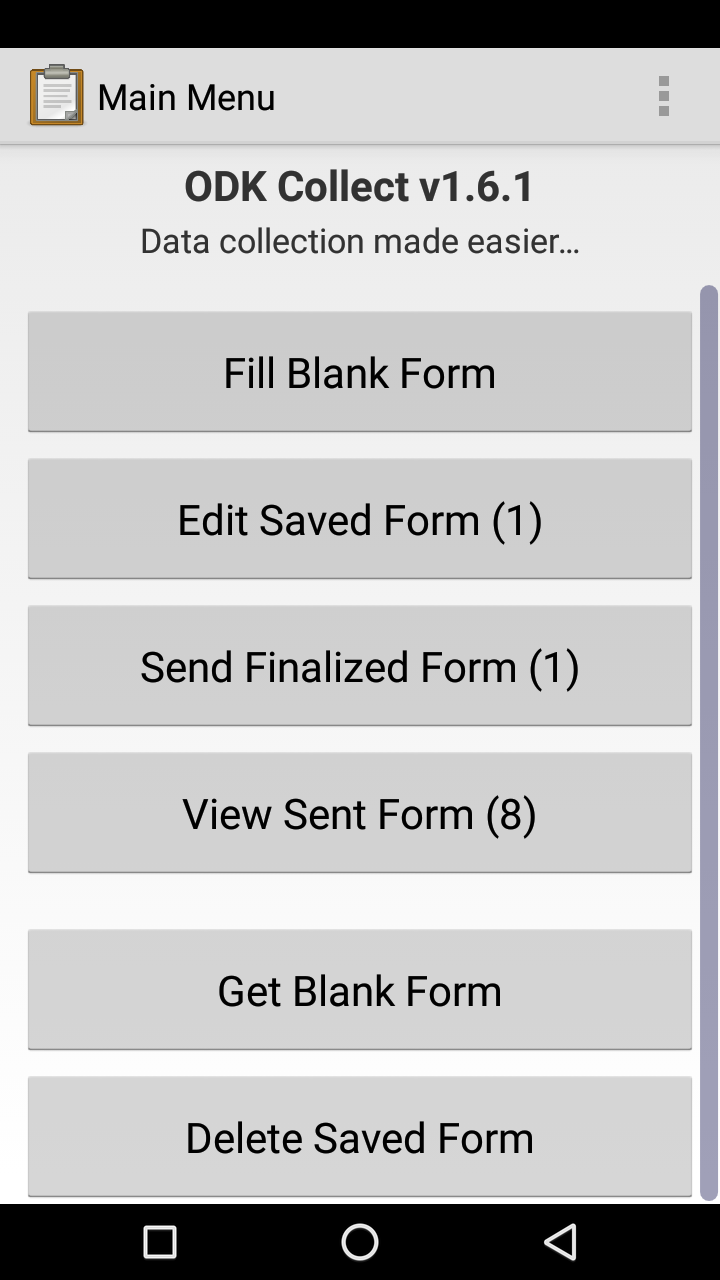 Main Menu
ODK Collect v1.6.1
Data collection made easier...
Fill Blank Form
Edit Saved Form (1)
Send Finalized Form (1)
View Sent Form (8)
Get Blank Form
Delete Saved Form